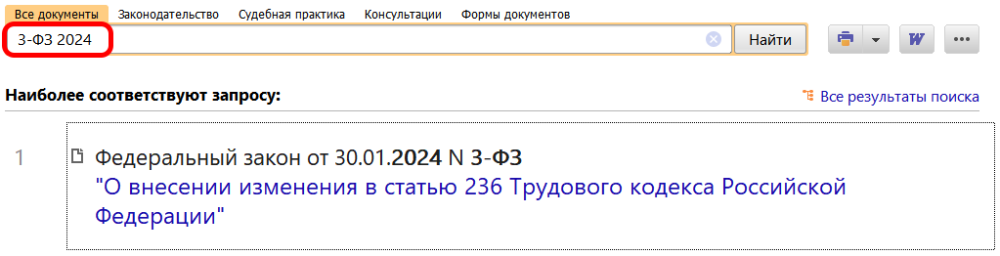 Все документы Законодательство Судебная практика Консультации Формы документов
3-ФЗ 2024 Найти W
Наиболее соответствуют запросу: Все результаты поиска
1 Федеральный закон от 30.01.2024 N 3-ФЗ
"О внесении изменения в статью 236 Трудового кодекса Российской
Федерации"